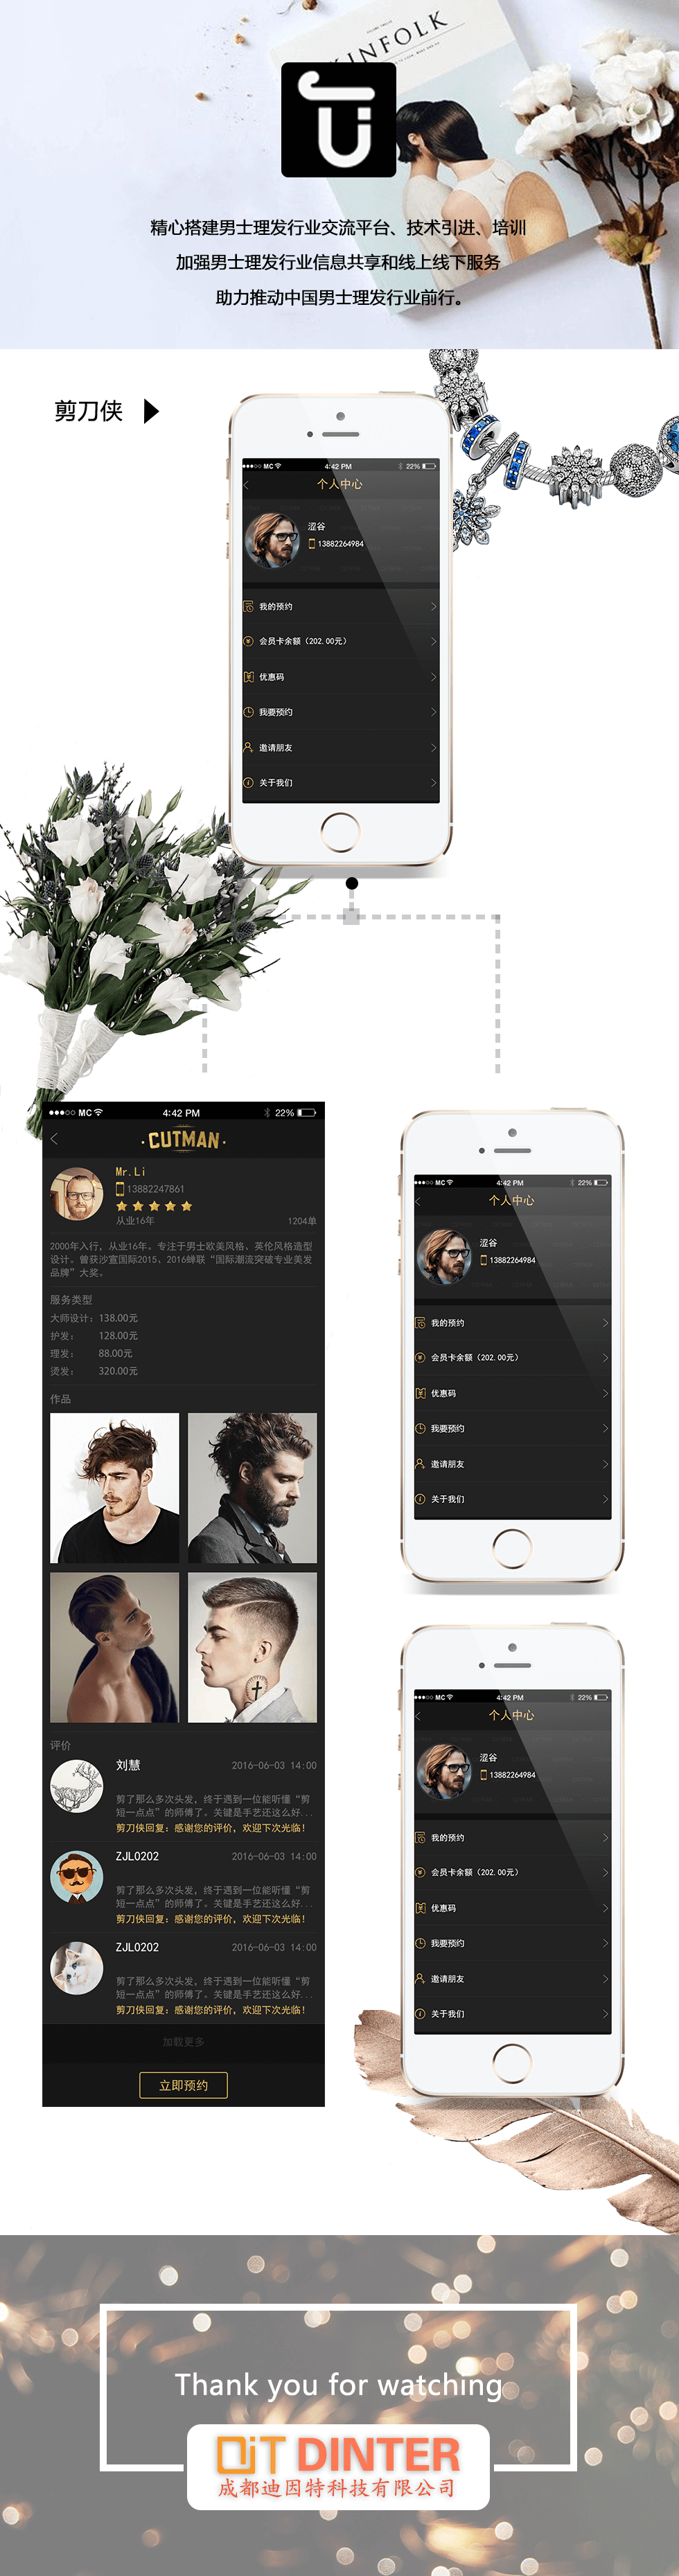 KINFOLK
精心搭建男士理发行业交流平台、技术引进、培训
加强男士理发行业信息共享和线上线下服务
助力推动中国男士理发行业前行。
剪刀侠
MC 4:42 PM 22%
个人中心
涩谷
13882264984
我的预约
会员卡余额（202.00元）
优惠码
我要预约
邀请朋友
关于我们
MC 4:42 PM 22%
·CUTMAN·
Mr.Li
13882247861
从业16年 1204单
2000年入行，从业16年。专注于男士欧美风格、英伦风格造型
设计。曾获沙宣国际2015、2016蝉联“国际潮流突破专业美发
品牌”大奖。
服务类型
大师设计：138.00元
护发： 128.00元
理发： 88.00元
烫发： 320.00元
作品
评价
刘慧 2016-06-03 14:00
剪了那么多次头发，终于遇到一位能听懂“剪
短一点点”的师傅了。关键是手艺还这么好...
剪刀侠回复：感谢您的评价，欢迎下次光临！
ZJL0202 2016-06-03 14:00
剪了那么多次头发，终于遇到一位能听懂“剪
短一点点”的师傅了。关键是手艺还这么好...
剪刀侠回复：感谢您的评价，欢迎下次光临！
ZJL0202 2016-06-03 14:00
剪了那么多次头发，终于遇到一位能听懂“剪
短一点点”的师傅了。关键是手艺还这么好...
剪刀侠回复：感谢您的评价，欢迎下次光临！
加载更多
立即预约
MC 4:42 PM 22%
个人中心
涩谷
13882264984
我的预约
会员卡余额（202.00元）
优惠码
我要预约
邀请朋友
关于我们
MC 4:42 PM 22%
个人中心
涩谷
13882264984
我的预约
会员卡余额（202.00元）
优惠码
我要预约
邀请朋友
关于我们
Thank you for watching
DiT DINTER
成都迪因特科技有限公司